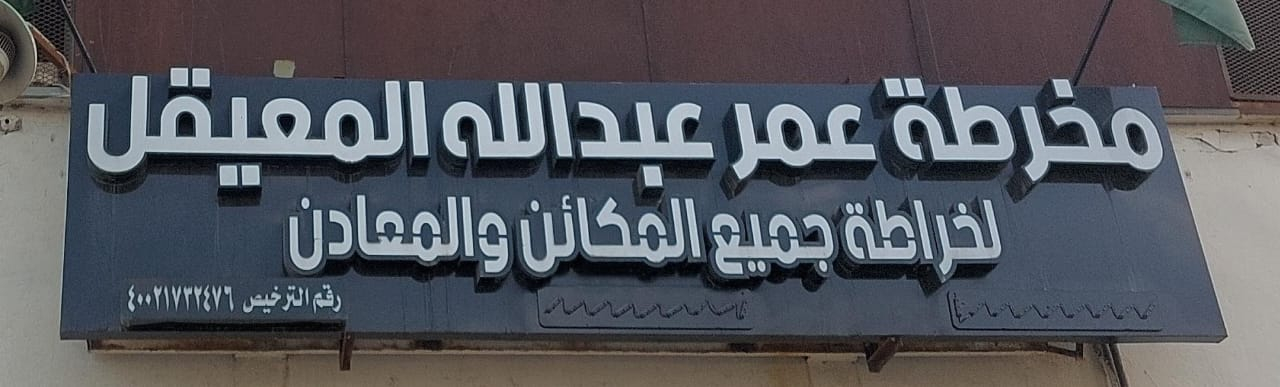 مخرطة عمر عبدالله المعيقل
لخراطة جميع المكائن والمعادن
رقم الترخيص ٤٠٠٢١٧٣٢٤٧٦